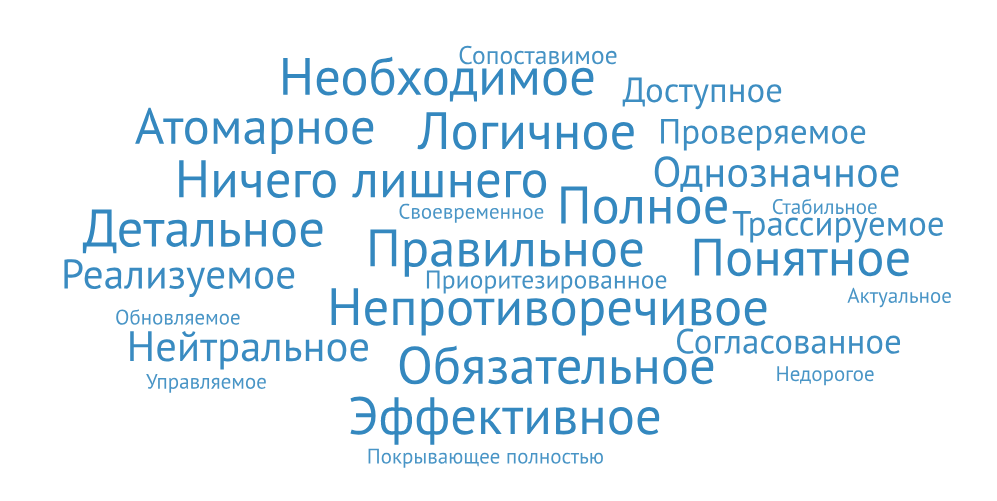 Сопоставимое
Необходимое
Доступное
Атомарное
Логичное
Проверяемое
Ничего лишнего
Однозначное
Своевременное
Полное
Стабильное
Детальное
Трассируемое
Правильное
Понятное
Реализуемое
Приоритезированное
Актуальное
Непротиворечивое
Обновляемое
Нейтральное
Согласованное
Обязательное
Недорогое
Управляемое
Эффективное
Покрывающее полностью